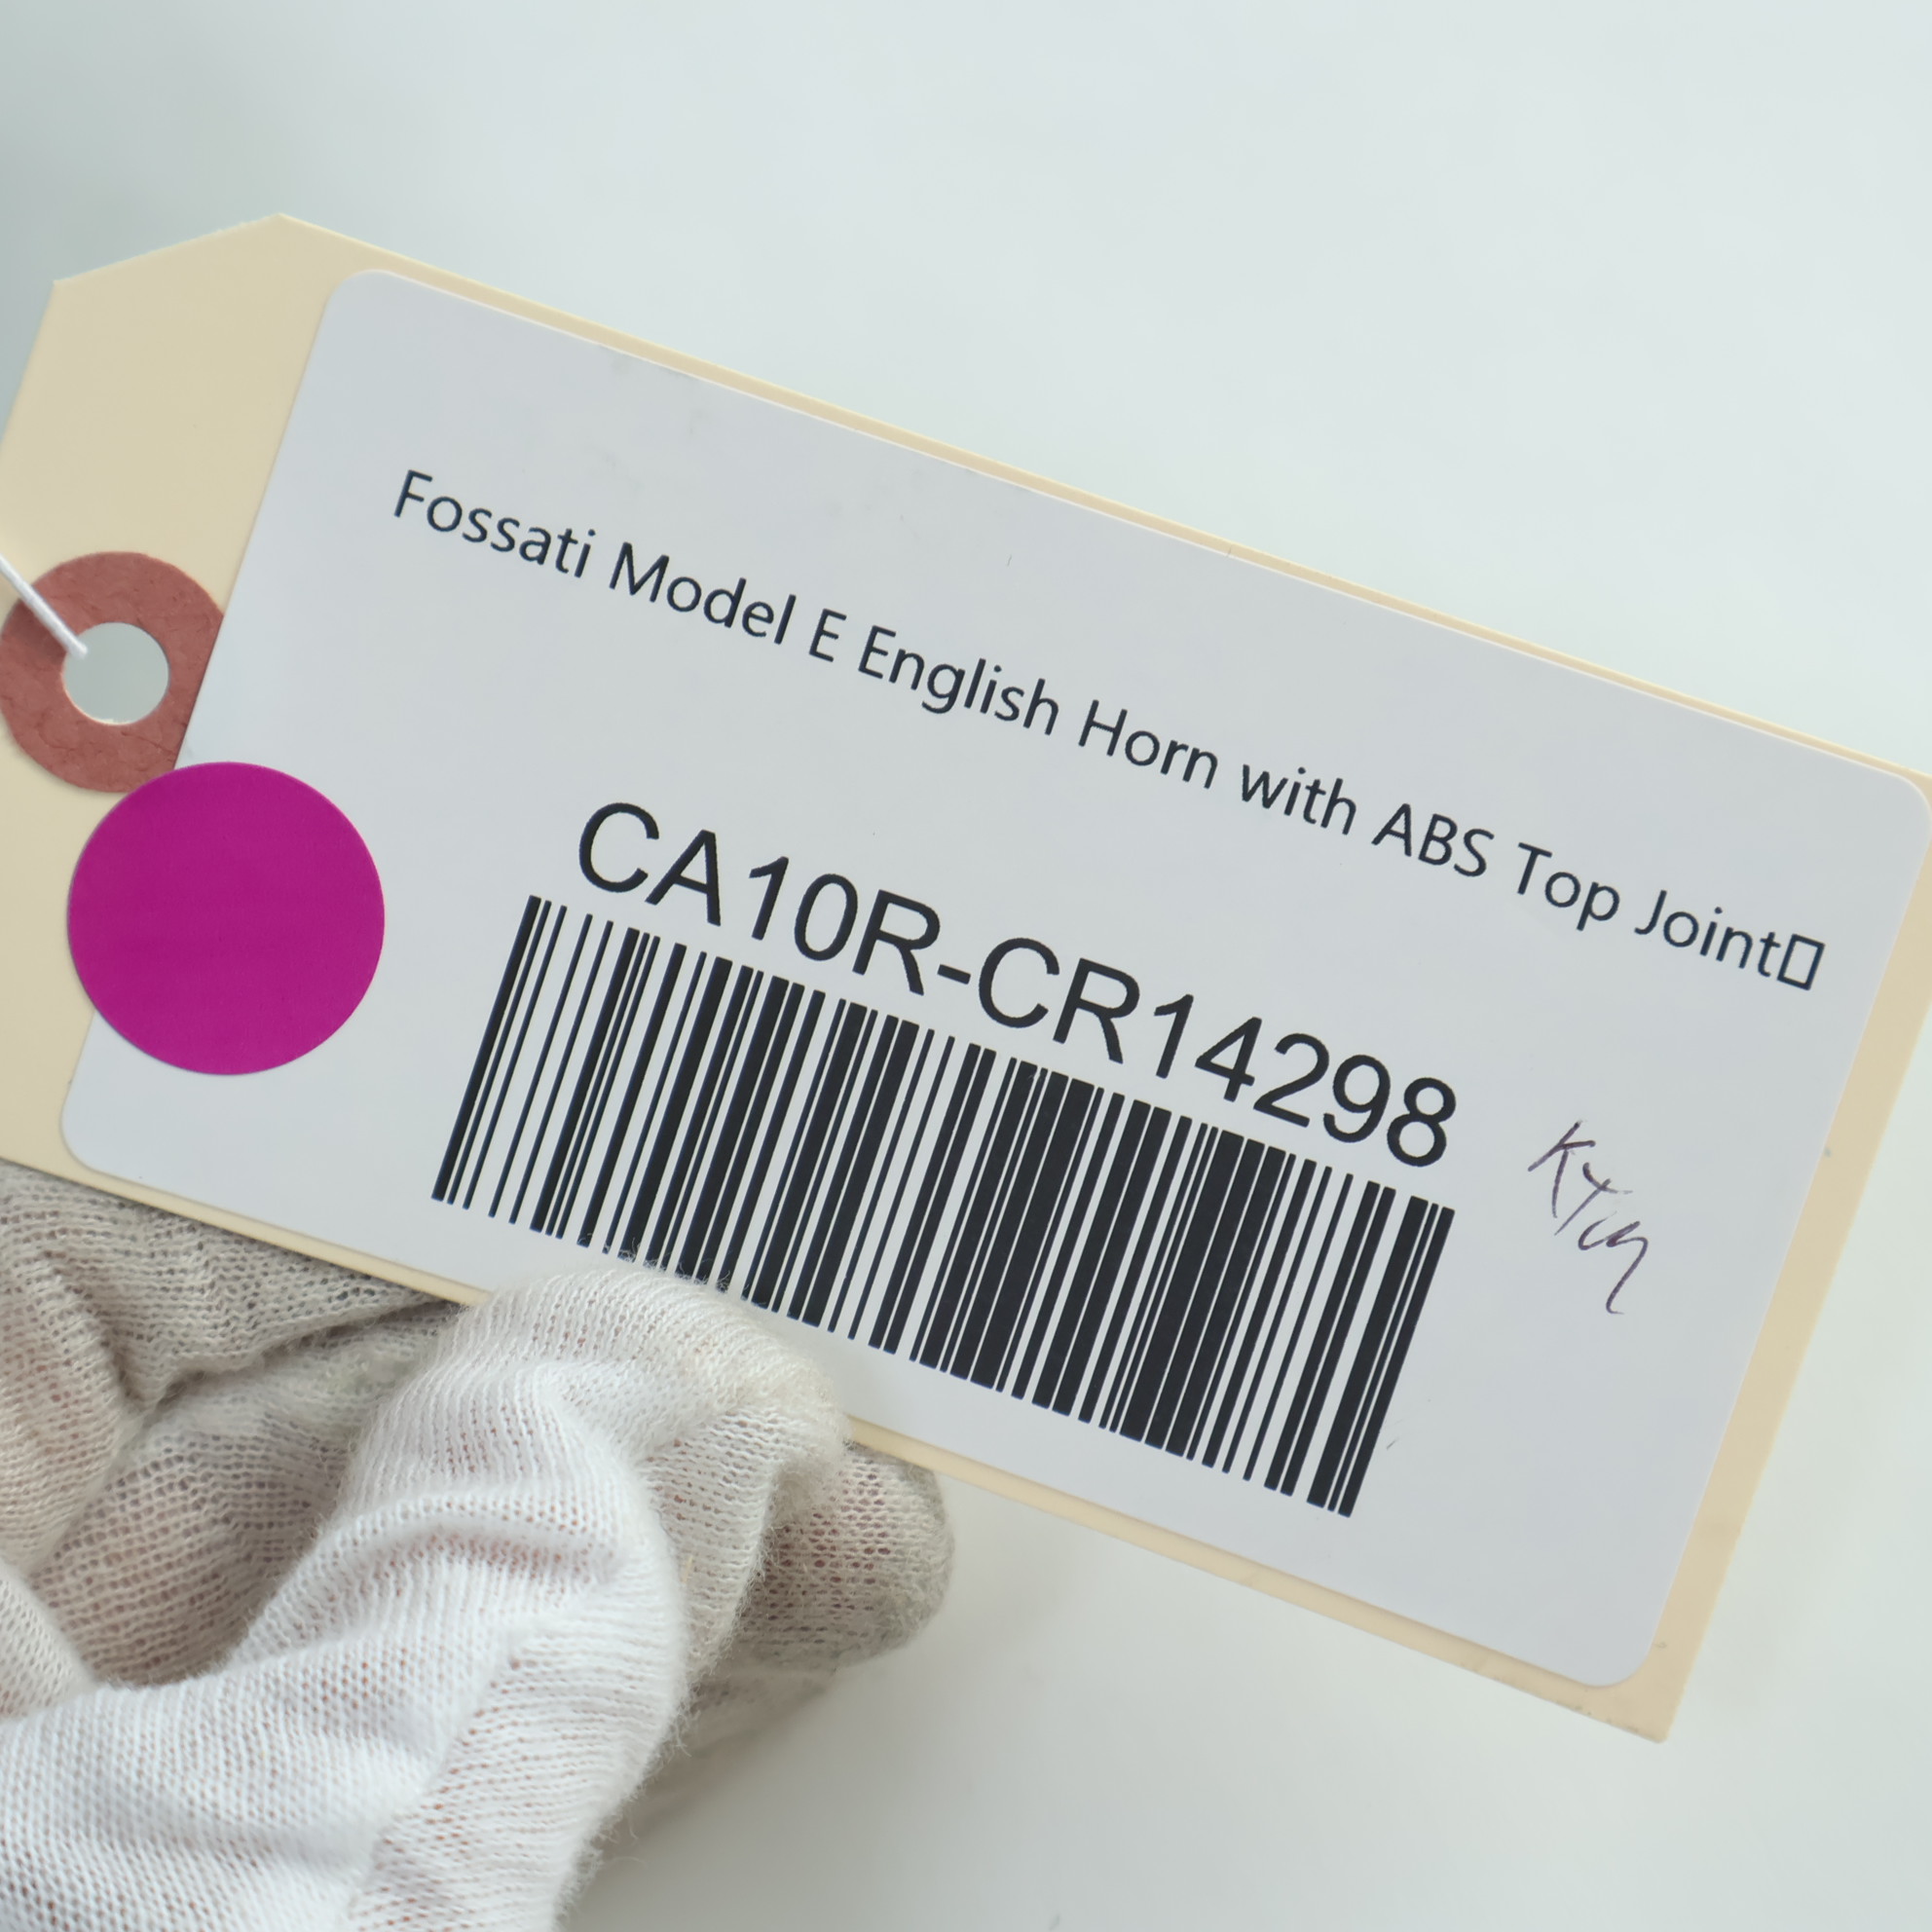 Fossati Model E English Horn with ABS Top Joint▯
CA10R-CR14298